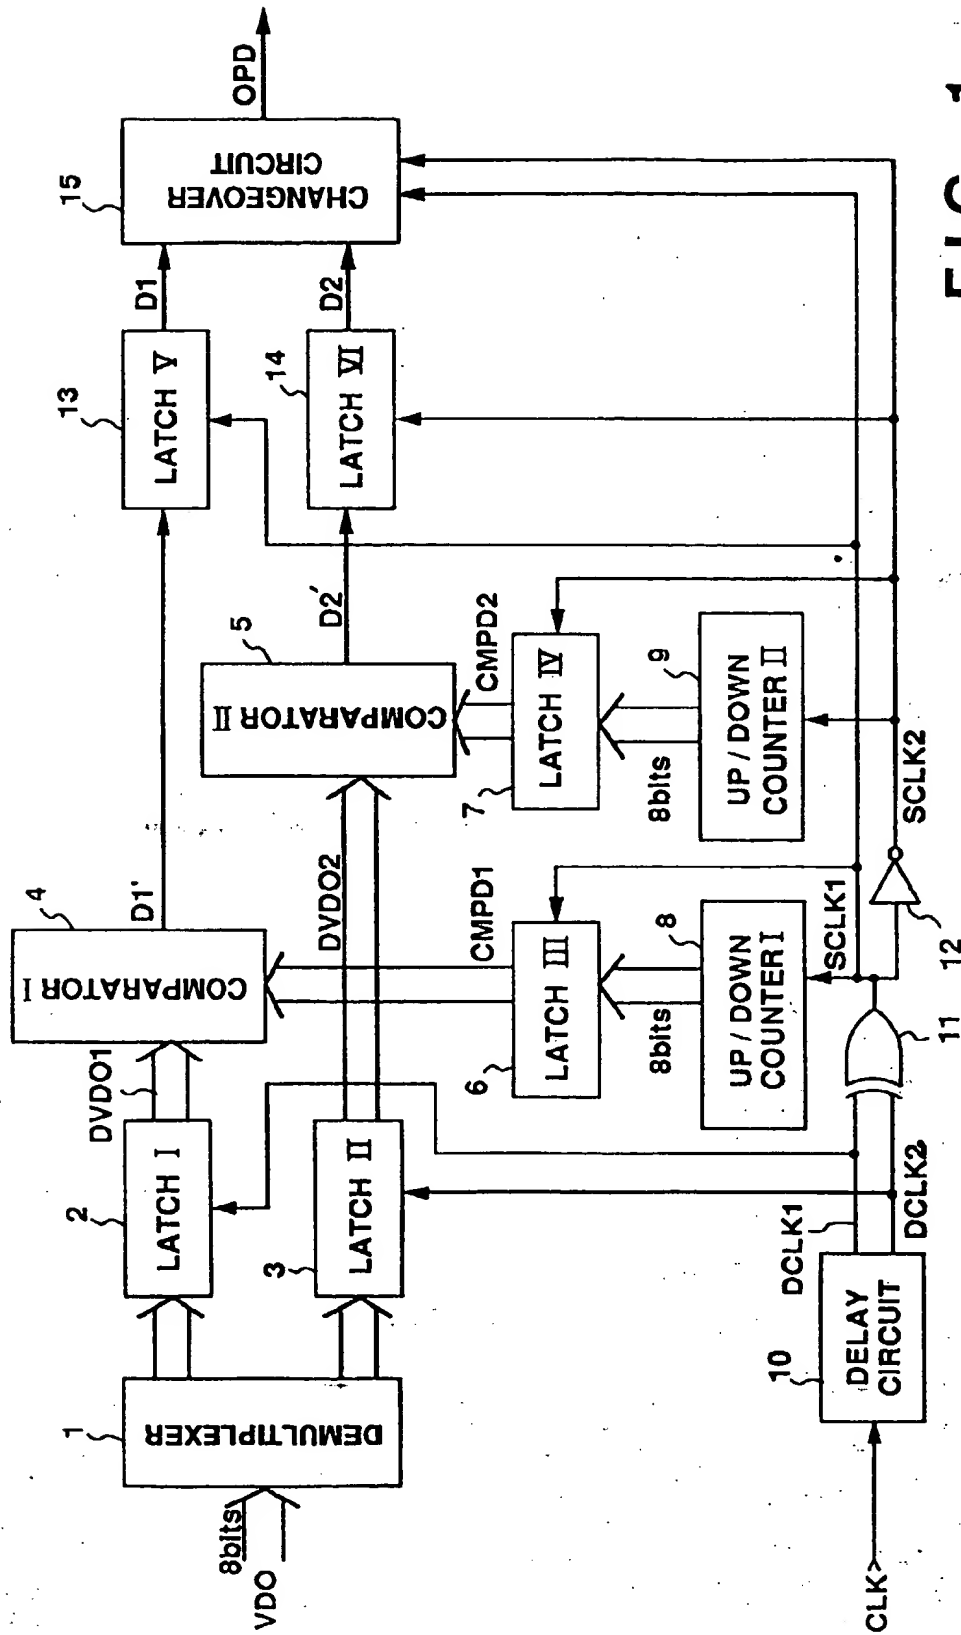 8bits
VDO
1
DEMULTIPLEXER
2
LATCH I
3
LATCH II
DVDO1
4
COMPARATOR I
D1'
DVDO2
5
COMPARATOR II
D2'
CMPD1
6
LATCH III
8bits
8
UP / DOWN
COUNTER I
CMPD2
7
LATCH IV
8bits
9
UP / DOWN
COUNTER II
13
LATCH V
D1
14
LATCH VI
D2
15
CHANGEOVER
CIRCUIT
OPD
CLK>
10
DELAY
CIRCUIT
DCLK1
DCLK2
11
SCLK1
12
SCLK2